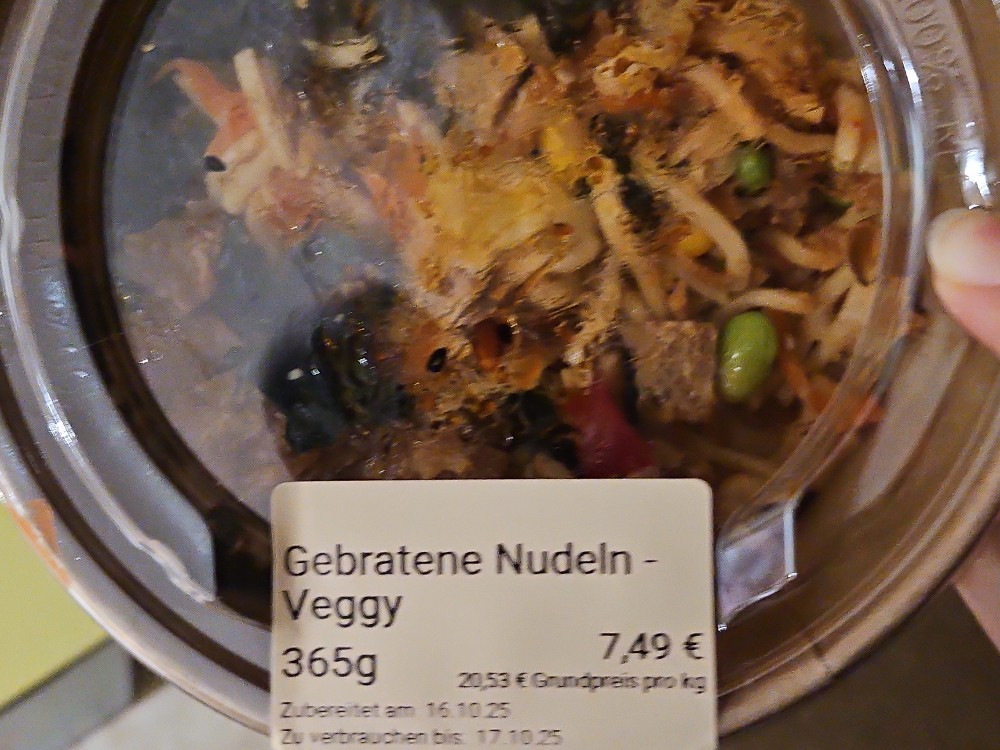 100%
Gebratene Nudeln -
Veggy
7,49 €
365g
20,53 € Grundpreis pro kg
Zubereitet am 16.10.25
Zu verbrauchen bis: 17.10.25